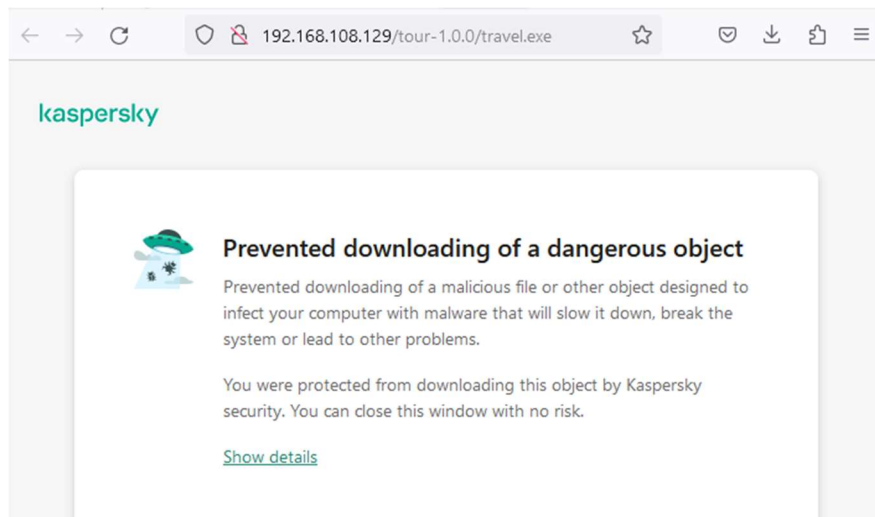 192.168.108.129/tour-1.0.0/travel.exe
kaspersky
Prevented downloading of a dangerous object
Prevented downloading of a malicious file or other object designed to
infect your computer with malware that will slow it down, break the
system or lead to other problems.
You were protected from downloading this object by Kaspersky
security. You can close this window with no risk.
Show details